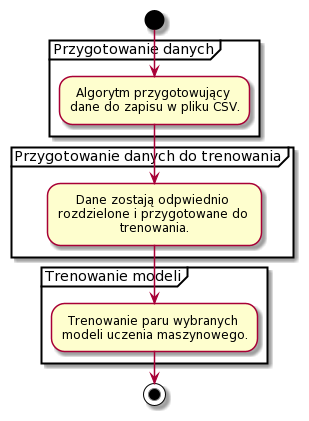 Przygotowanie danych
Algorytm przygotowujący
dane do zapisu w pliku CSV.
Przygotowanie danych do trenowania
Dane zostają odpwiednio
rozdzielone i przygotowane do
trenowania.
Trenowanie modeli
Trenowanie paru wybranych
modeli uczenia maszynowego.